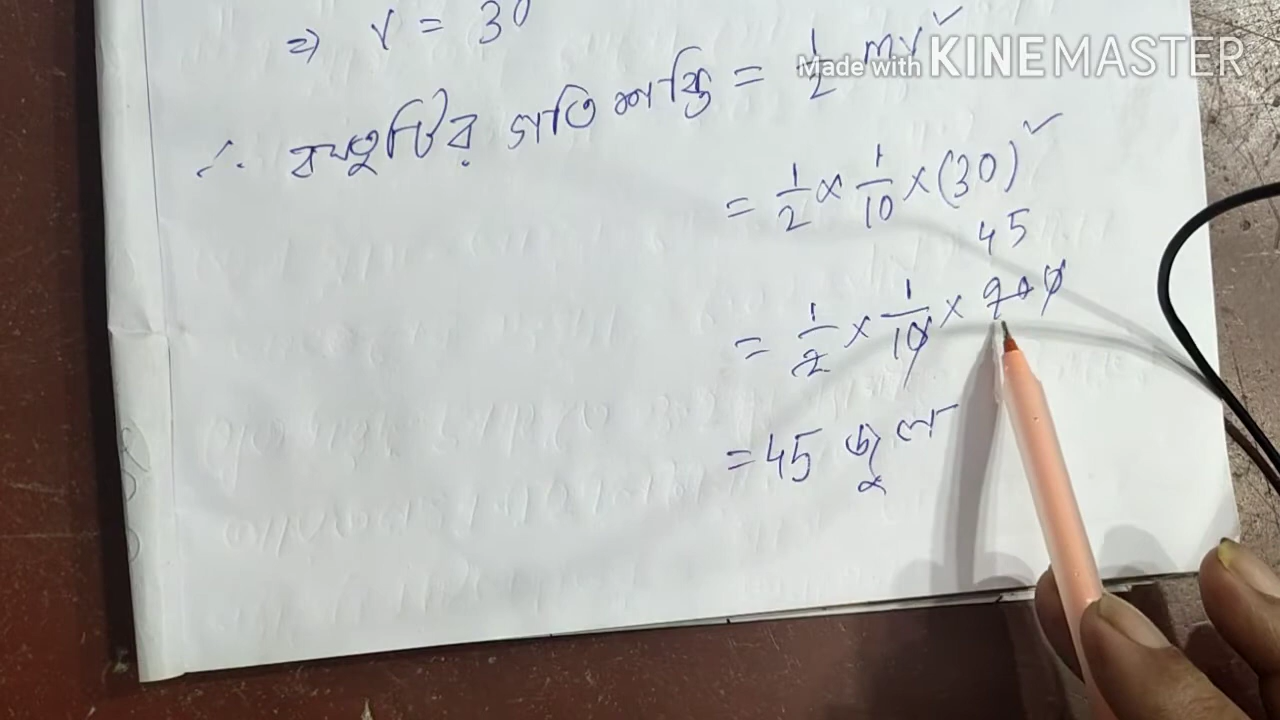 ⇒ v = 30
Made with KINEMASTER
∴ বস্তুটির গতিশক্তি = 1/2 mv²
= 1/2 × 1/10 × (30)²
45
= 1/2 × 1/10 × 900
= 45 জুল